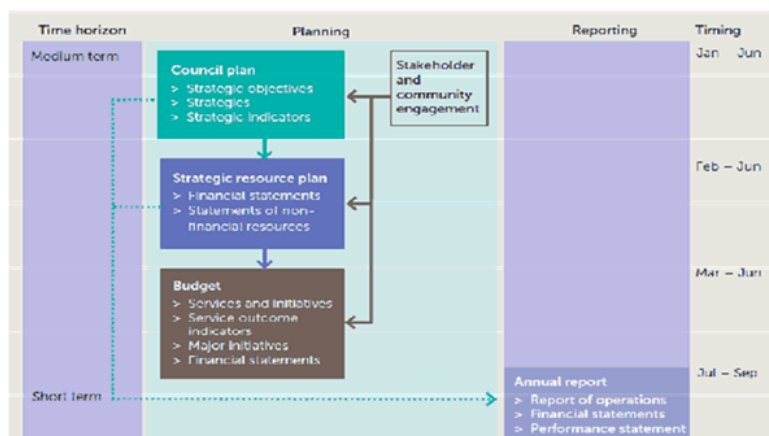 Time horizon
Planning
Reporting
Timing
Medium term
Jan – Jun
Council plan
> Strategic objectives
> Strategies
> Strategic indicators
Stakeholder
and
community
engagement
Feb – Jun
Strategic resource plan
> Financial statements
> Statements of non-
financial resources
Mar – Jun
Budget
> Services and initiatives
> Service outcome
indicators
> Major initiatives
> Financial statements
Jul – Sep
Short term
Annual report
> Report of operations
> Financial statements
> Performance statement